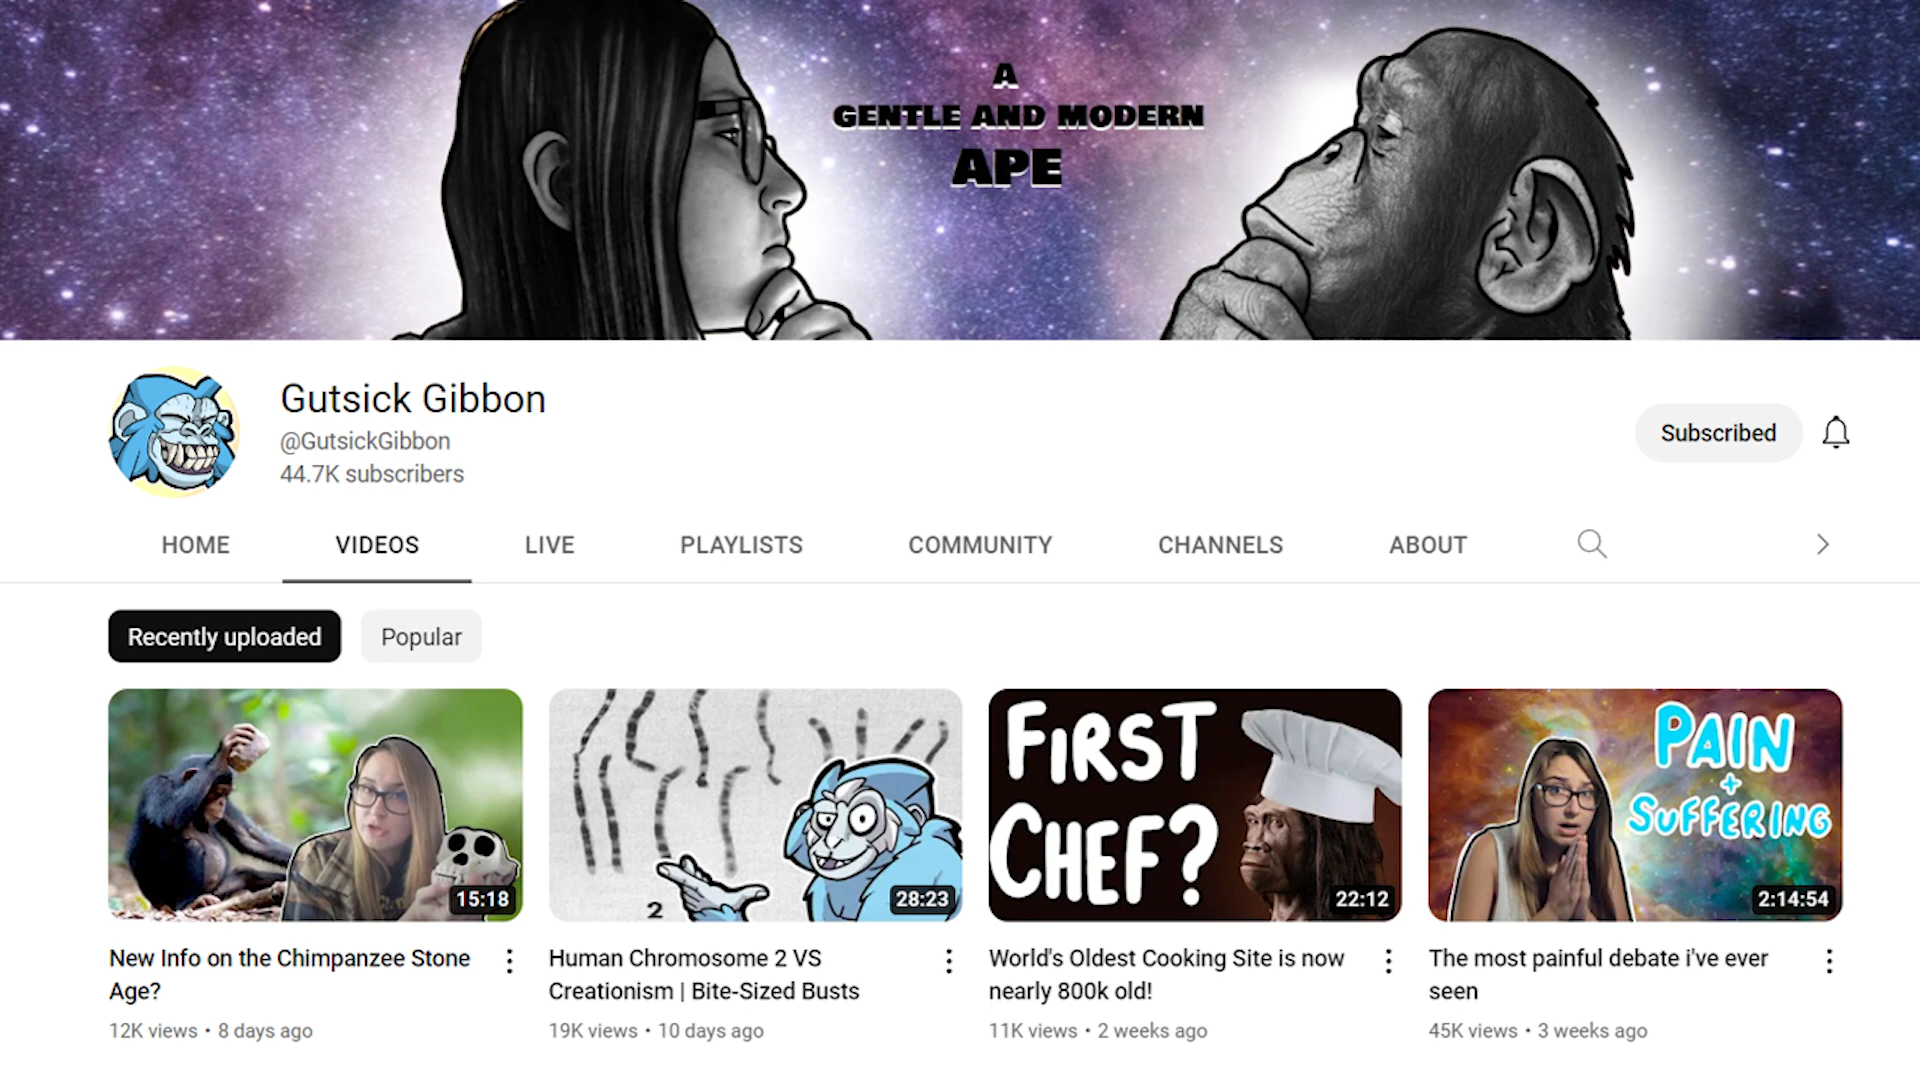 A
GENTLE AND MODERN
APE
Gutsick Gibbon
@GutsickGibbon
44.7K subscribers
Subscribed
HOME
VIDEOS
LIVE
PLAYLISTS
COMMUNITY
CHANNELS
ABOUT
Recently uploaded
Popular
15:18
2
28:23
FIRST
CHEF?
22:12
PAIN
+
SUFFERING
2:14:54
New Info on the Chimpanzee Stone
Age?
12K views • 8 days ago
Human Chromosome 2 VS
Creationism | Bite-Sized Busts
19K views • 10 days ago
World's Oldest Cooking Site is now
nearly 800k old!
11K views • 2 weeks ago
The most painful debate i've ever
seen
45K views • 3 weeks ago